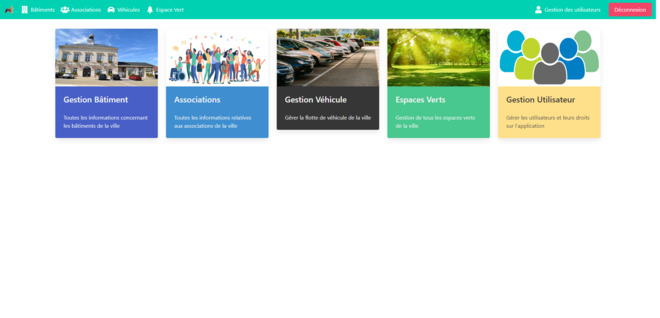 Bâtiments Associations Véhicules Espace Vert Gestion des utilisateurs Déconnexion
Gestion Bâtiment
Toutes les informations concernant
les bâtiments de la ville
Associations
Toutes les informations relatives
aux associations de la ville
Gestion Véhicule
Gérer la flotte de véhicule de la ville
Espaces Verts
Gestion de tous les espaces verts
de la ville
Gestion Utilisateur
Gérer les utilisateurs et leurs droits
sur l'application